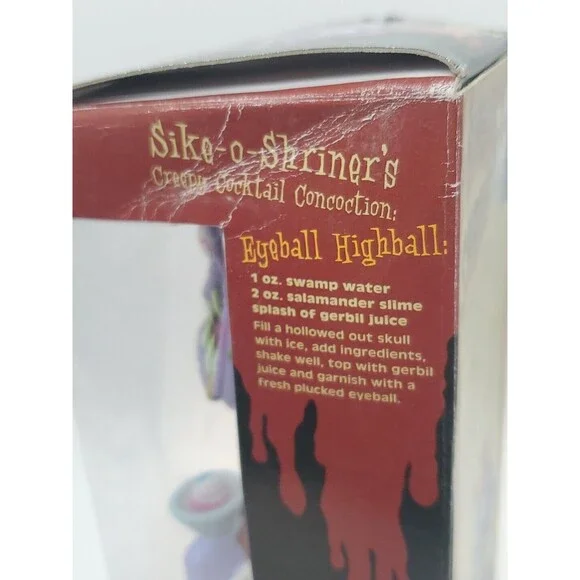 Sike-o-Shriner's
Creepy Cocktail Concoction:
Eyeball Highball:
1 oz. swamp water
2 oz. salamander slime
splash of gerbil juice
Fill a hollowed out skull
with ice, add ingredients,
shake well, top with gerbil
juice and garnish with a
fresh plucked eyeball.